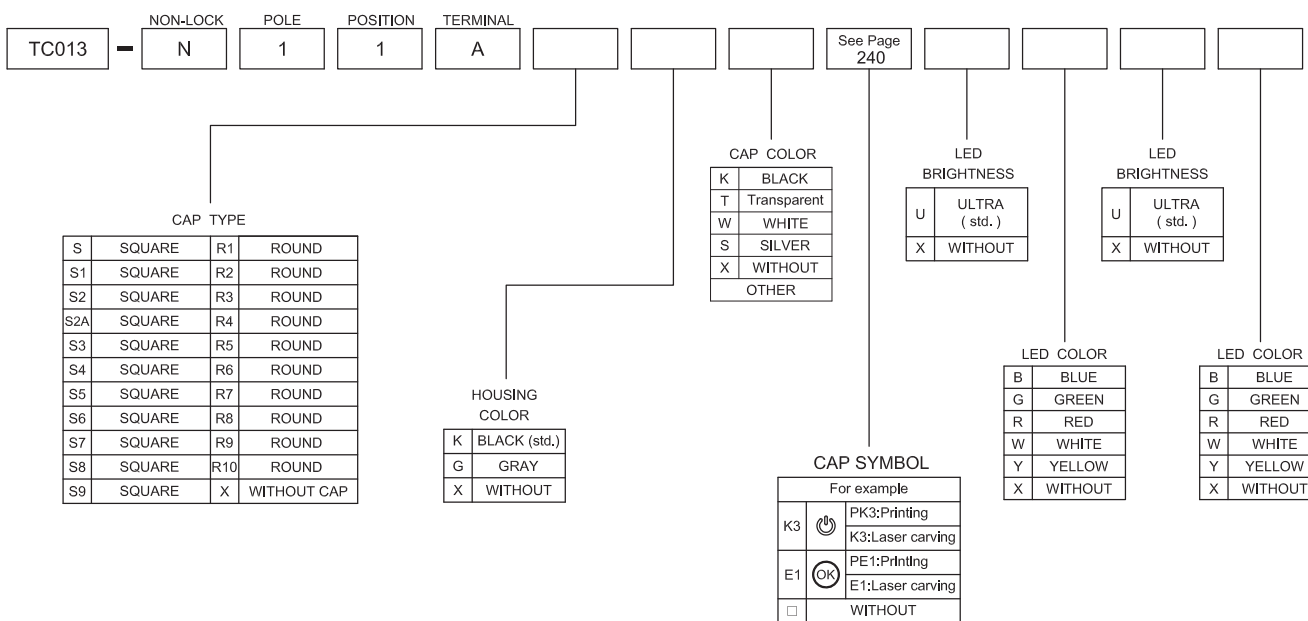 NON-LOCK POLE POSITION TERMINAL
TC013 - N 1 1 A See Page
240
CAP TYPE
S SQUARE R1 ROUND
S1 SQUARE R2 ROUND
S2 SQUARE R3 ROUND
S2A SQUARE R4 ROUND
S3 SQUARE R5 ROUND
S4 SQUARE R6 ROUND
S5 SQUARE R7 ROUND
S6 SQUARE R8 ROUND
S7 SQUARE R9 ROUND
S8 SQUARE R10 ROUND
S9 SQUARE X WITHOUT CAP
HOUSING
COLOR
K BLACK (std.)
G GRAY
X WITHOUT
CAP COLOR
K BLACK
T Transparent
W WHITE
S SILVER
X WITHOUT
OTHER
CAP SYMBOL
For example
K3 PK3:Printing
K3:Laser carving
E1 OK PE1:Printing
E1:Laser carving
□ WITHOUT
LED
BRIGHTNESS
U ULTRA
( std. )
X WITHOUT
LED COLOR
B BLUE
G GREEN
R RED
W WHITE
Y YELLOW
X WITHOUT
LED
BRIGHTNESS
U ULTRA
( std. )
X WITHOUT
LED COLOR
B BLUE
G GREEN
R RED
W WHITE
Y YELLOW
X WITHOUT